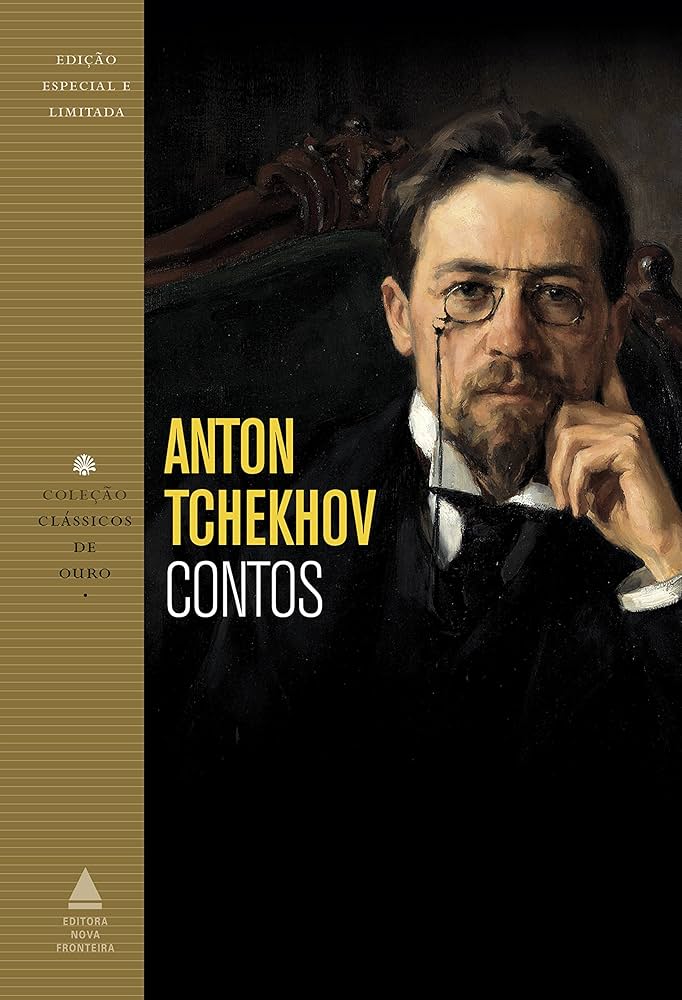 EDIÇÃO
ESPECIAL E
LIMITADA
COLEÇÃO
CLÁSSICOS
DE
OURO
ANTON
TCHEKHOV
CONTOS
EDITORA
NOVA
FRONTEIRA